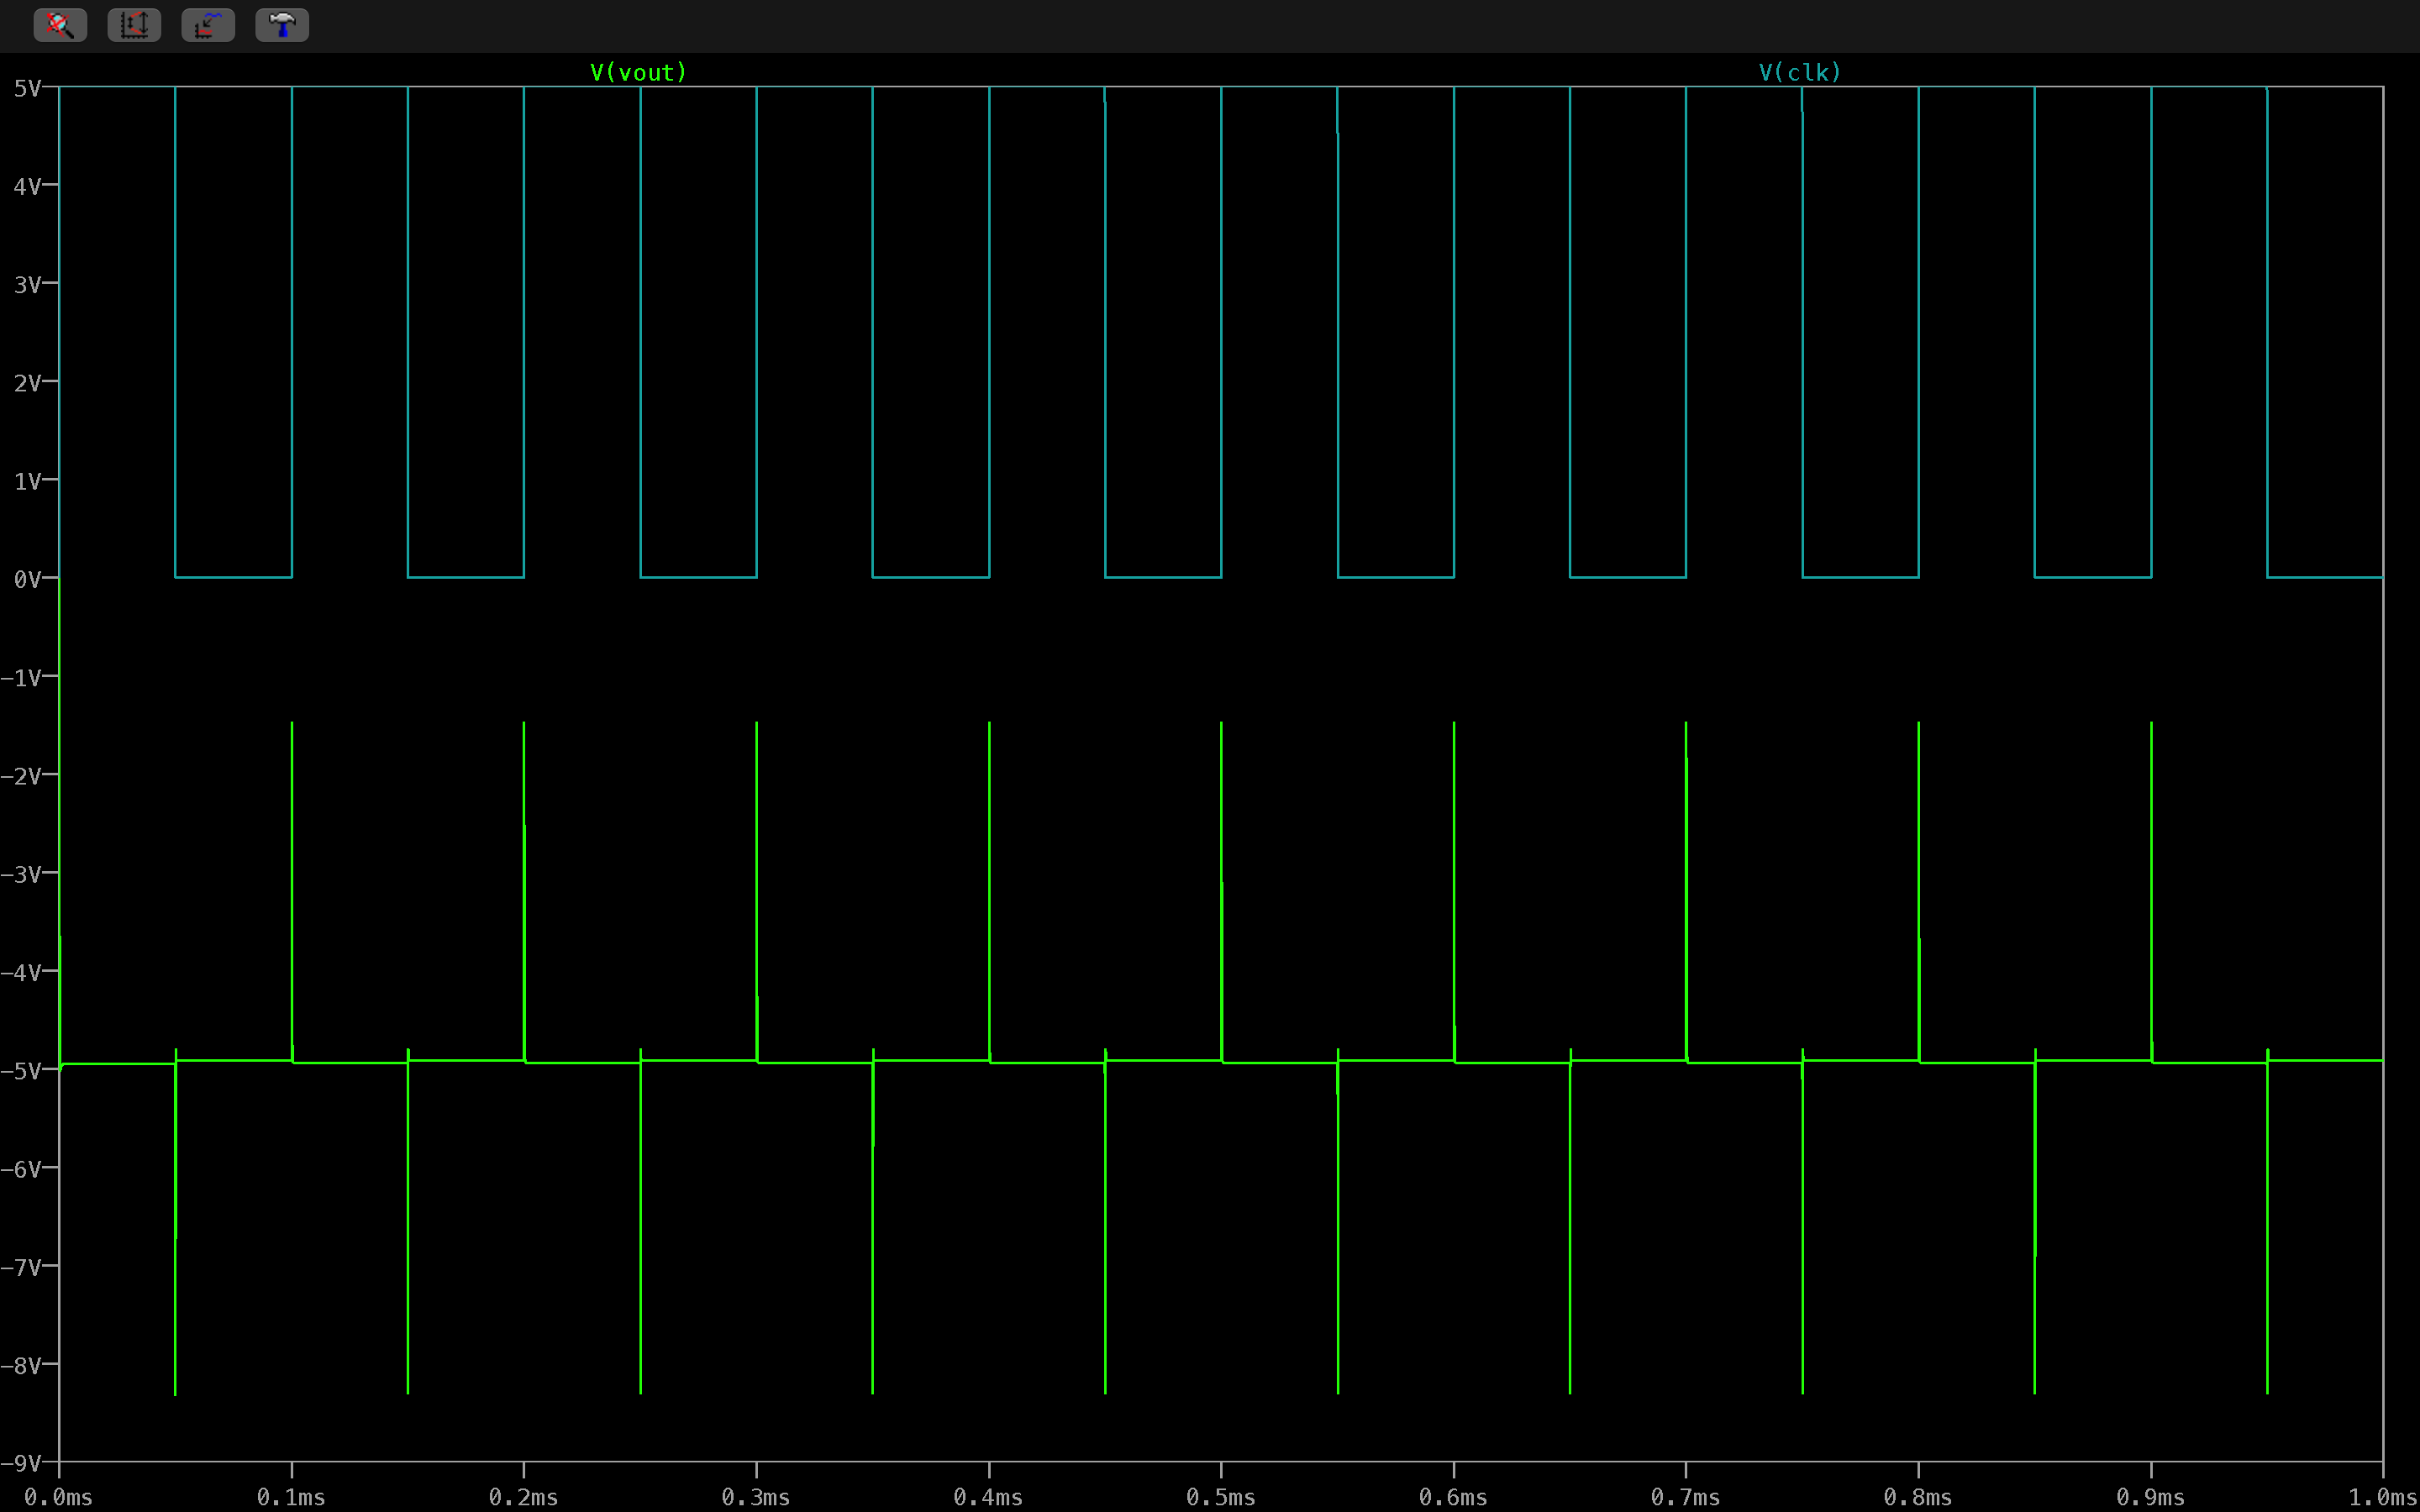 V(vout) V(clk)
5V
4V
3V
2V
1V
0V
−1V
−2V
−3V
−4V
−5V
−6V
−7V
−8V
−9V
0.0ms 0.1ms 0.2ms 0.3ms 0.4ms 0.5ms 0.6ms 0.7ms 0.8ms 0.9ms 1.0ms